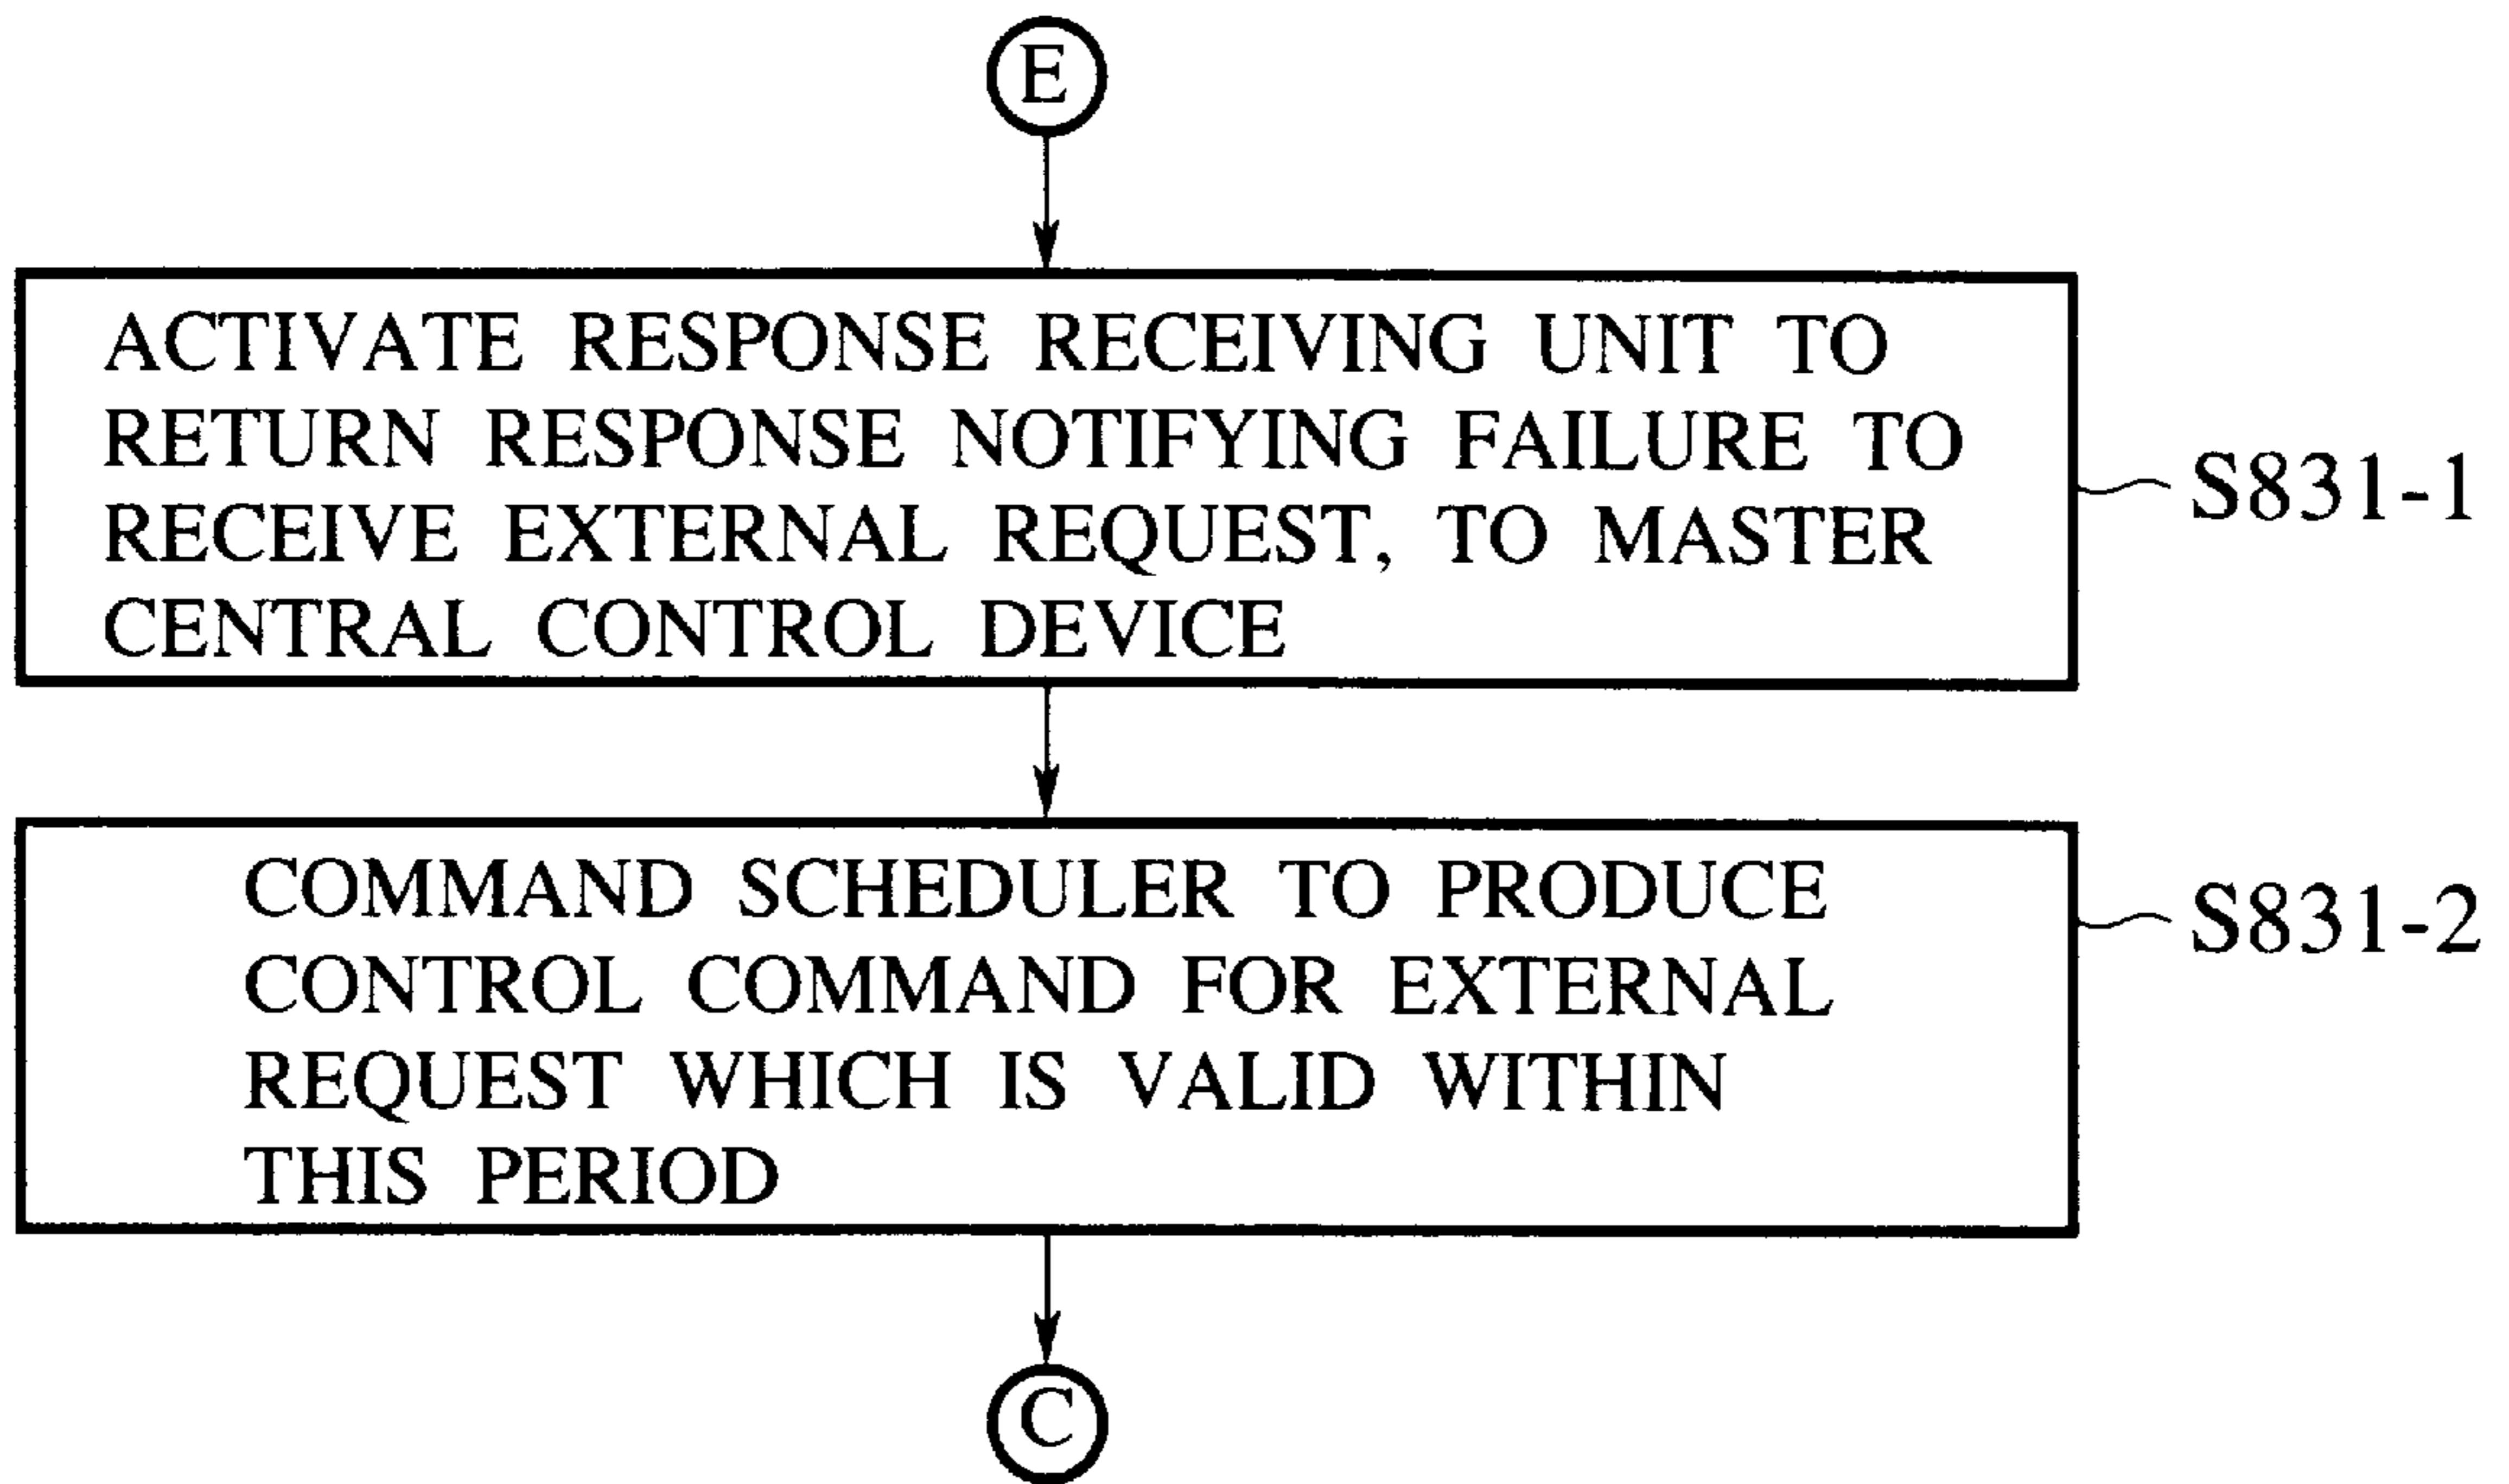 E
ACTIVATE RESPONSE RECEIVING UNIT TO
RETURN RESPONSE NOTIFYING FAILURE TO
RECEIVE EXTERNAL REQUEST, TO MASTER
CENTRAL CONTROL DEVICE
S831-1
COMMAND SCHEDULER TO PRODUCE
CONTROL COMMAND FOR EXTERNAL
REQUEST WHICH IS VALID WITHIN
THIS PERIOD
S831-2
C